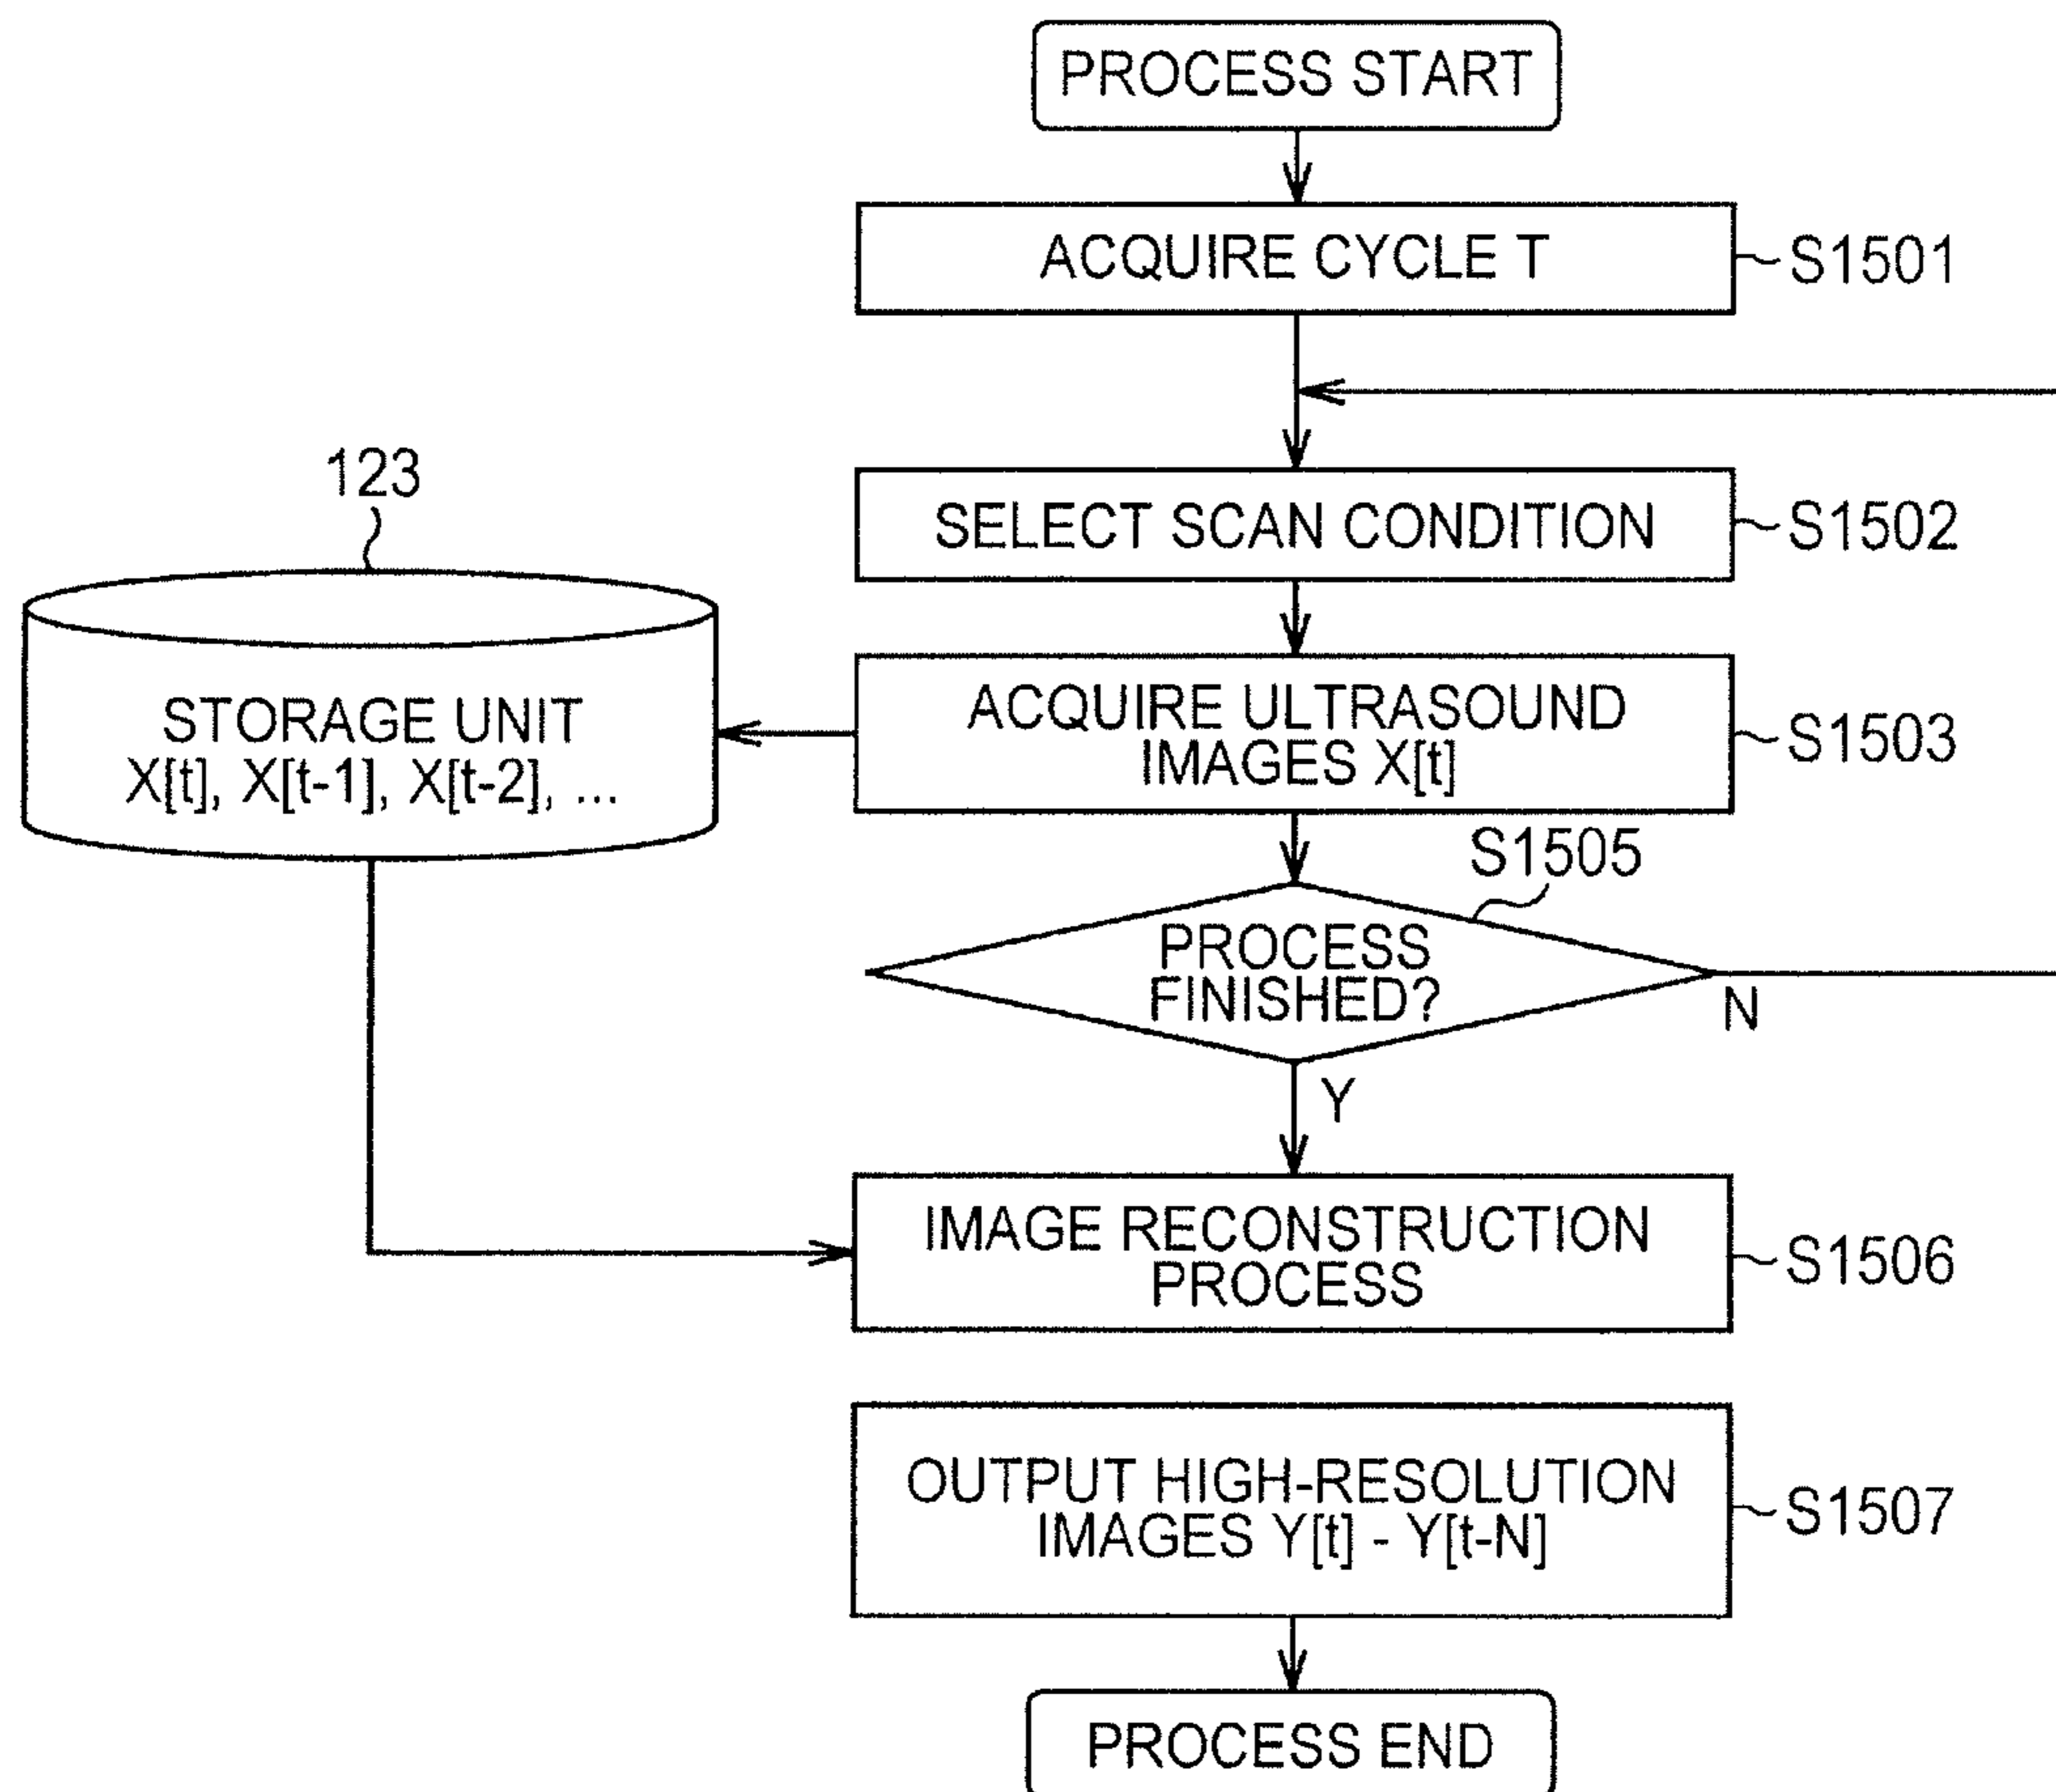 PROCESS START
ACQUIRE CYCLE T
S1501
123
SELECT SCAN CONDITION
S1502
STORAGE UNIT
X[t], X[t-1], X[t-2], ...
ACQUIRE ULTRASOUND
IMAGES X[t]
S1503
S1505
PROCESS
FINISHED?
N
Y
IMAGE RECONSTRUCTION
PROCESS
S1506
OUTPUT HIGH-RESOLUTION
IMAGES Y[t] - Y[t-N]
S1507
PROCESS END